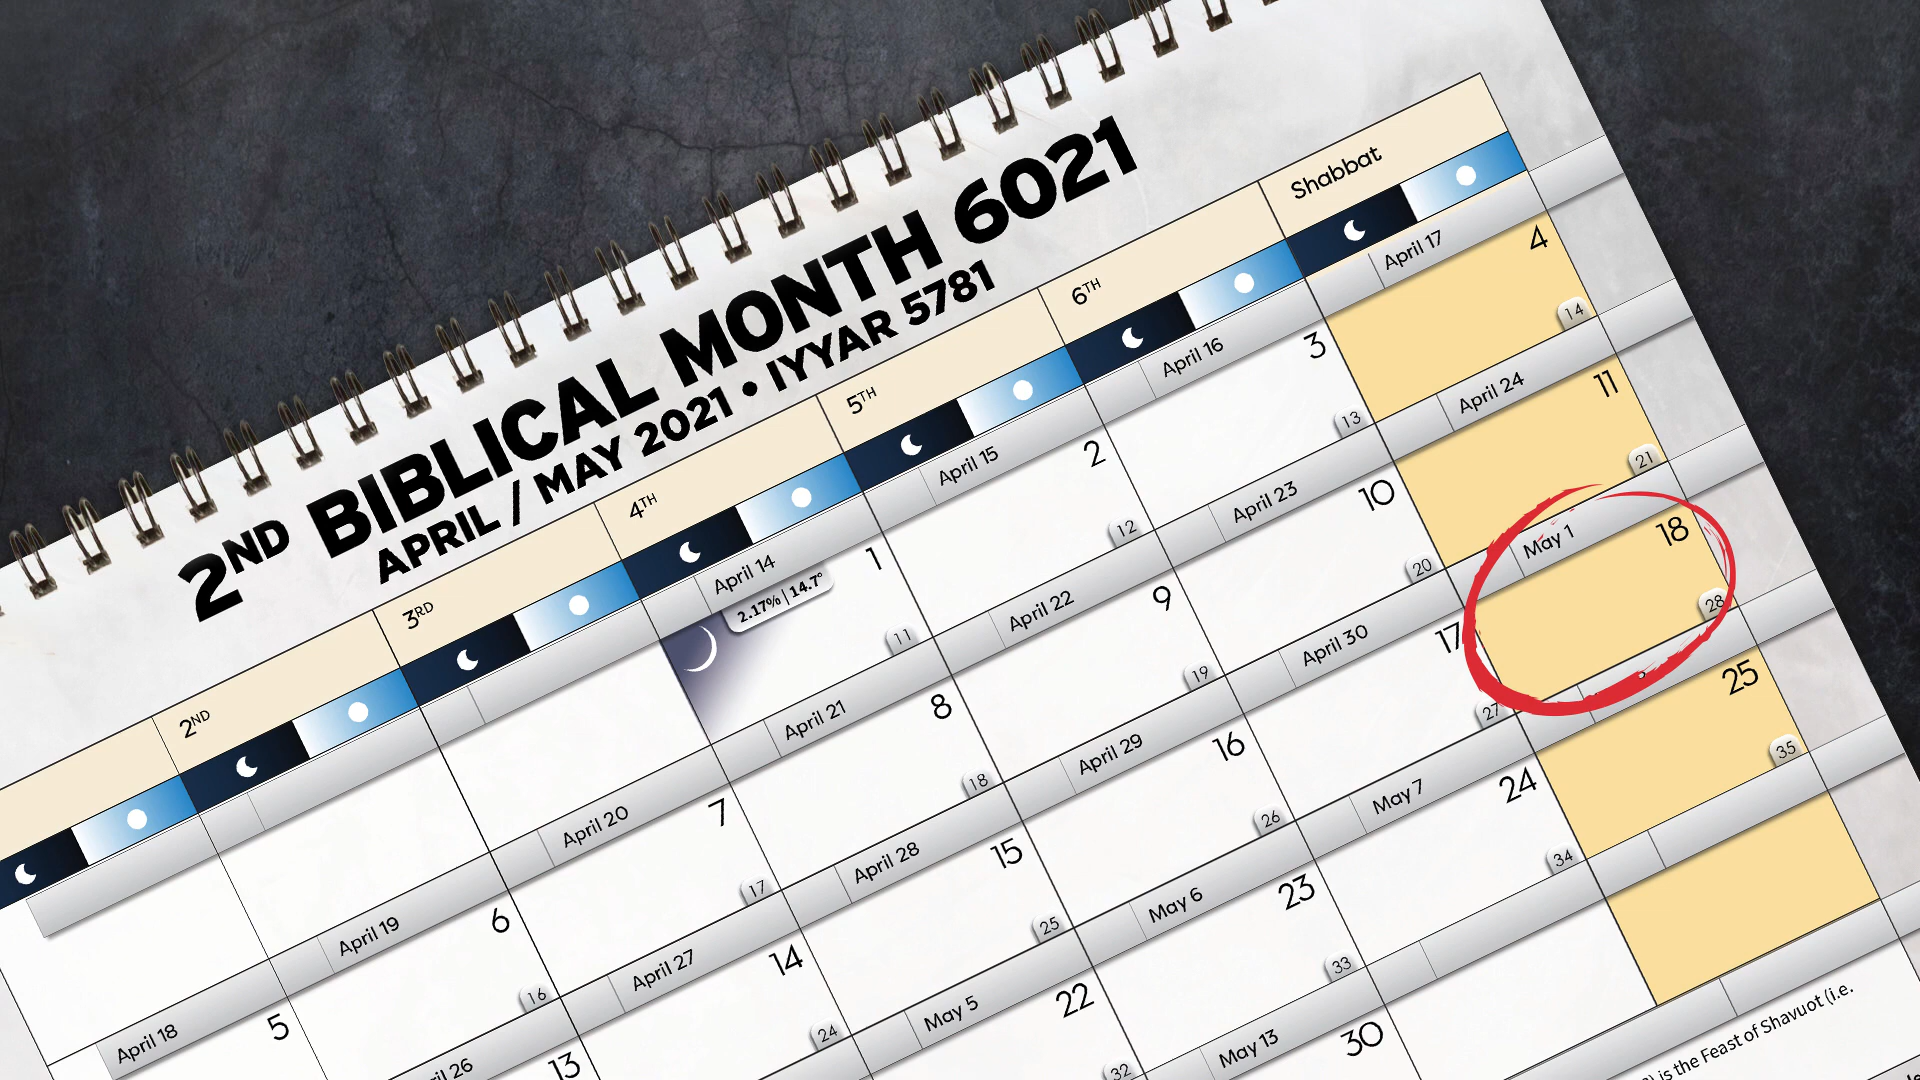 2ND BIBLICAL MONTH 6021
APRIL / MAY 2021 • IYYAR 5781
2ND
3RD
4TH
5TH
6TH
Shabbat
April 14
1
2.17% | 14.7°
11
April 15
2
12
April 16
3
13
April 17
4
14
April 18
5
April 19
6
16
April 20
7
17
April 21
8
18
April 22
9
19
April 23
10
20
April 24
11
21
13
April 27
14
24
April 28
15
25
April 29
16
26
April 30
17
27
May 1
18
28
May 5
22
32
May 6
23
33
May 7
24
34
25
35
May 13
30
is the Feast of Shavuot (i.e.